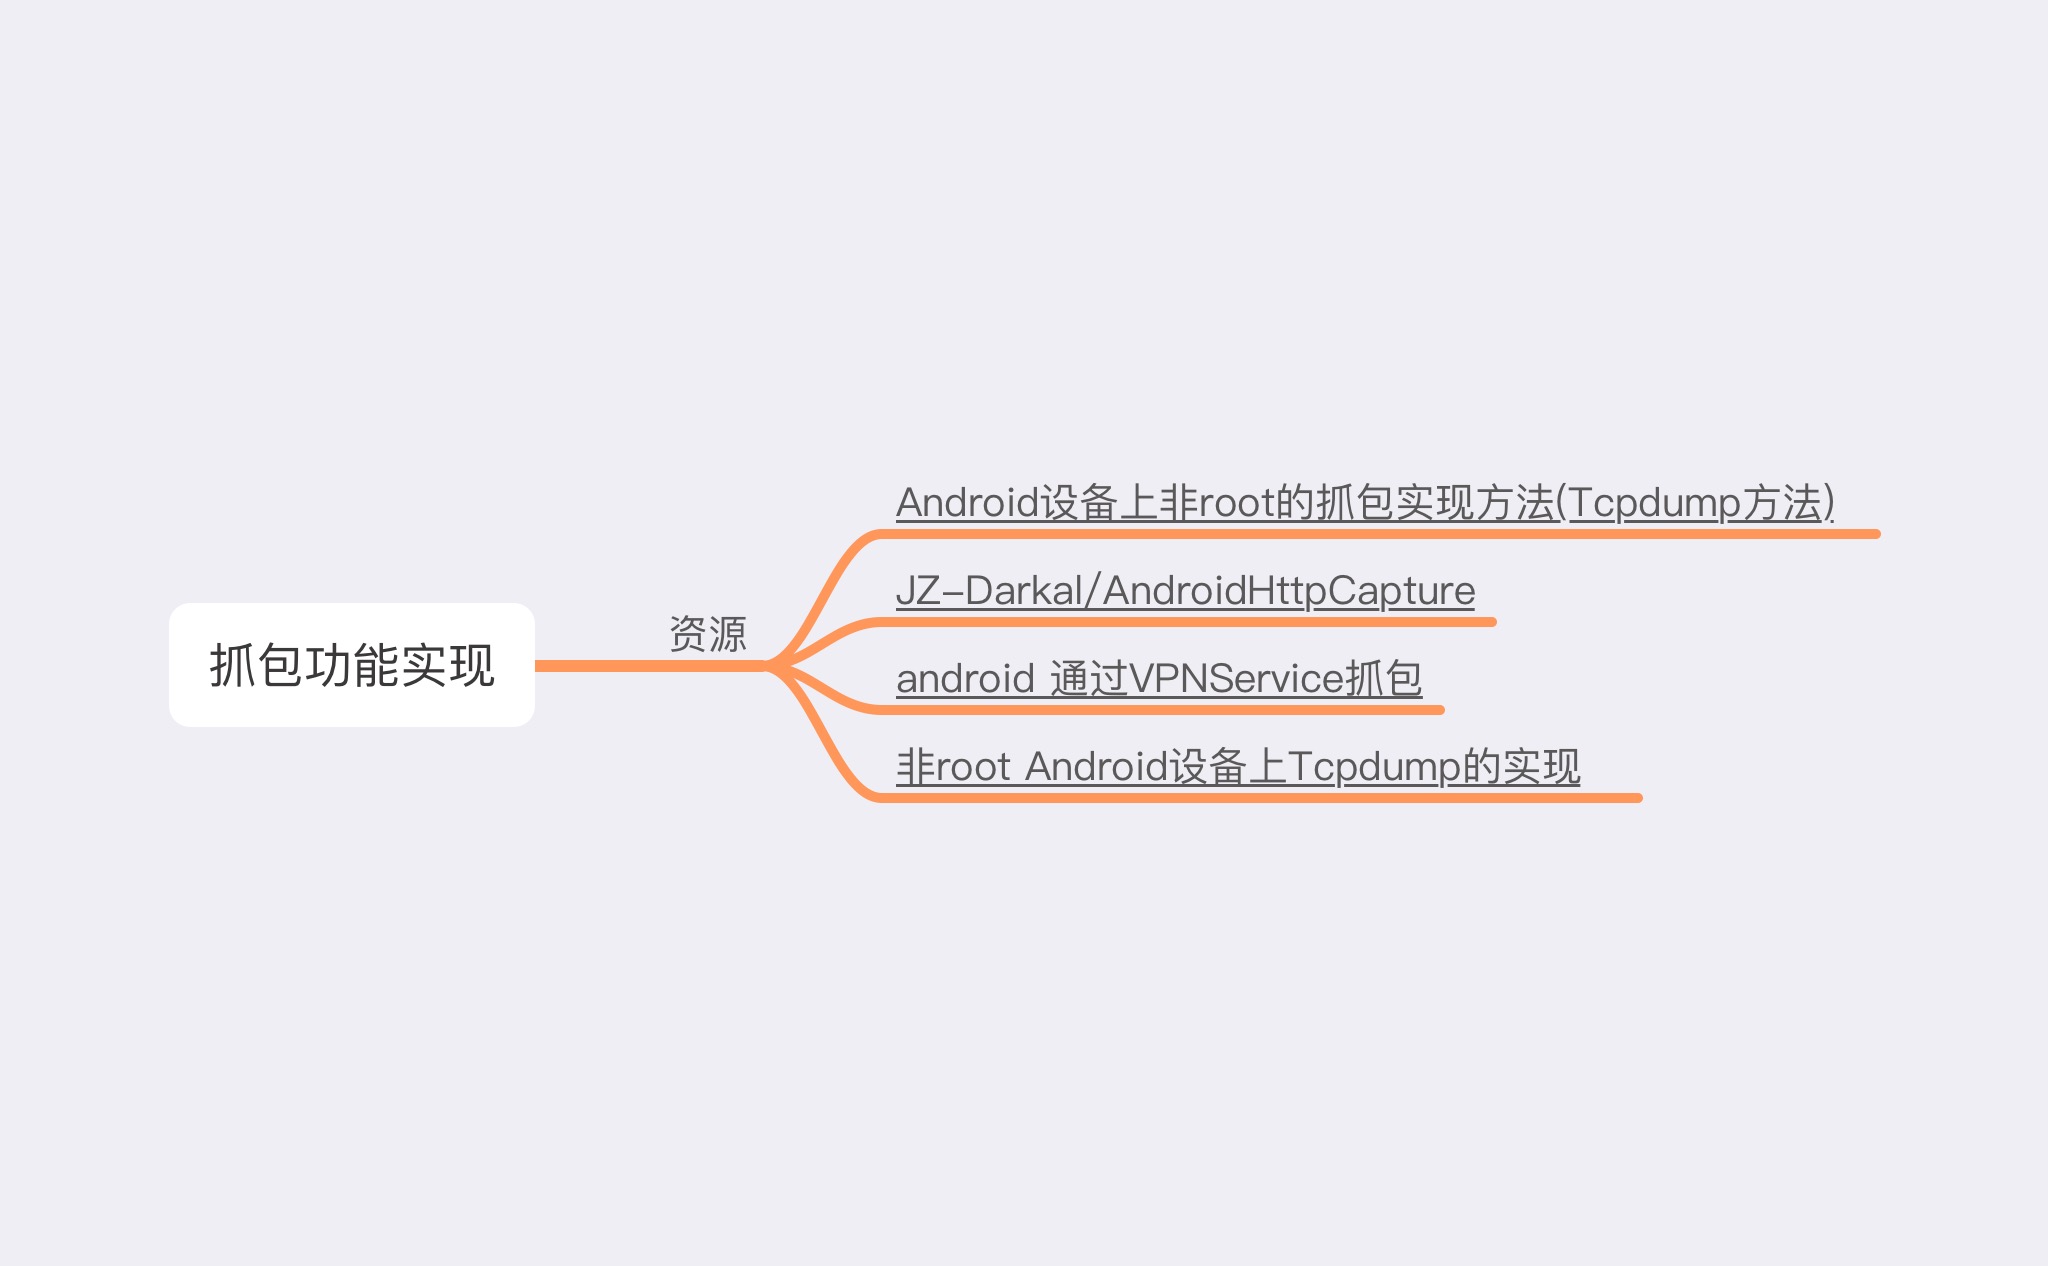 抓包功能实现
资源
Android设备上非root的抓包实现方法(Tcpdump方法)
JZ-Darkal/AndroidHttpCapture
android 通过VPNService抓包
非root Android设备上Tcpdump的实现